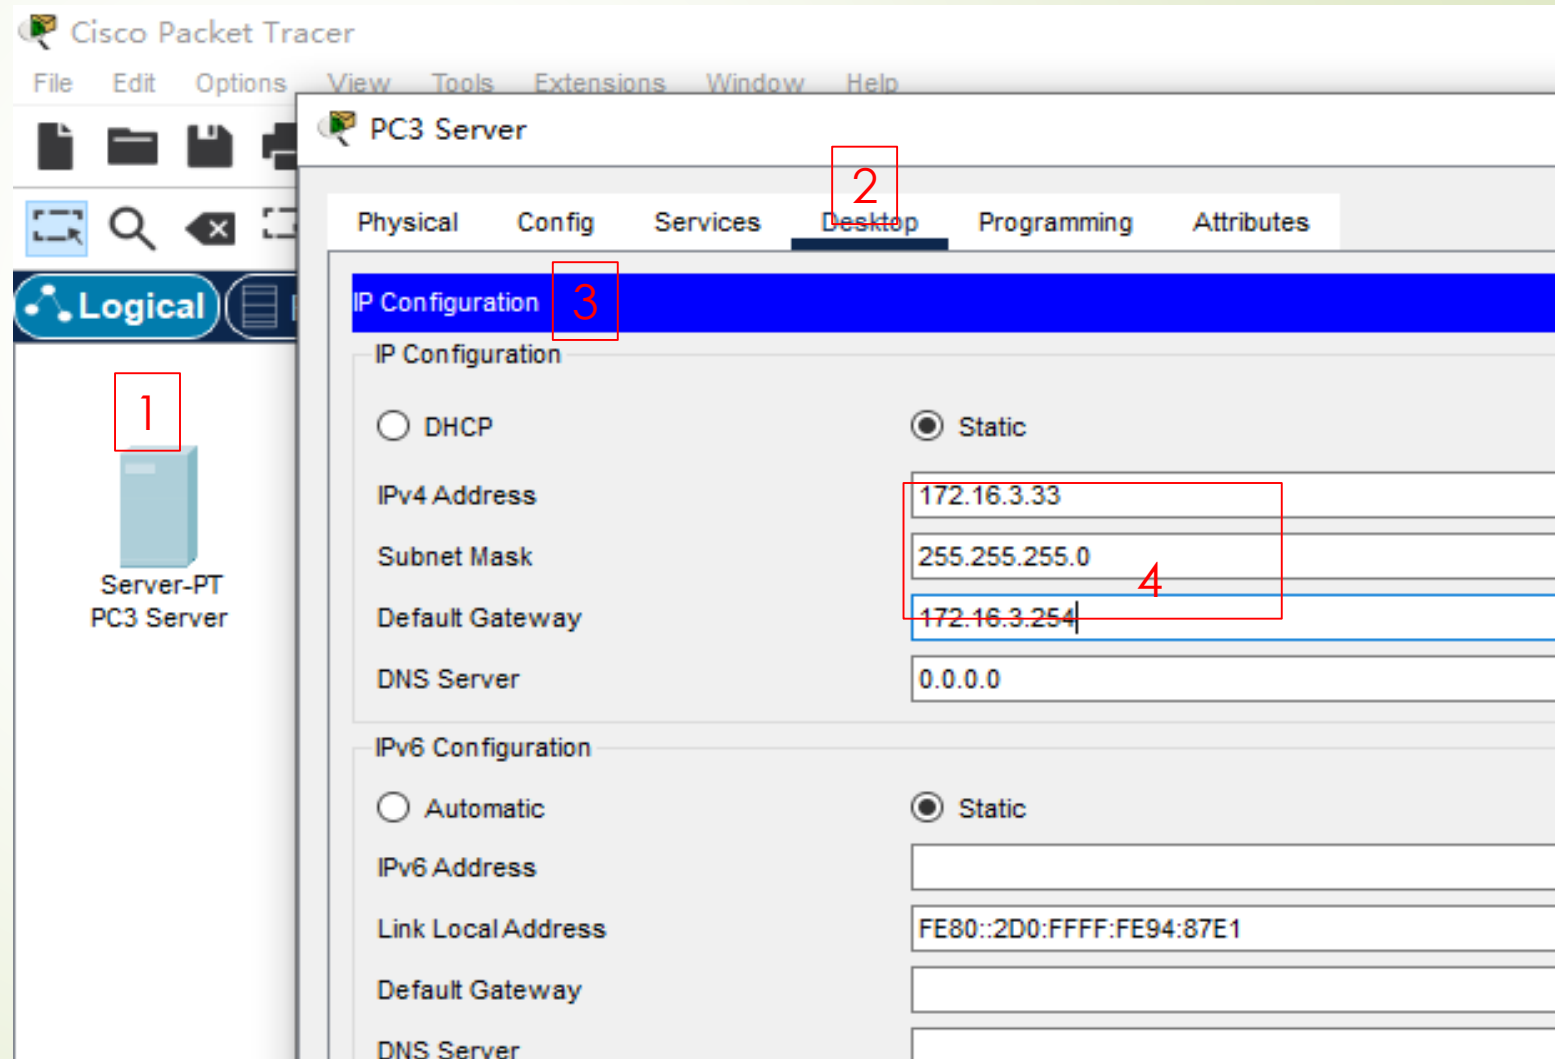 Cisco Packet Tracer
File Edit Options View Tools Extensions Window Help
PC3 Server
2
Physical Config Services Desktop Programming Attributes
Logical
IP Configuration 3
IP Configuration
DHCP Static
1
IPv4 Address 172.16.3.33
Subnet Mask 255.255.255.0
4
Server-PT
PC3 Server
Default Gateway 172.16.3.254
DNS Server 0.0.0.0
IPv6 Configuration
Automatic Static
IPv6 Address
Link Local Address FE80::2D0:FFFF:FE94:87E1
Default Gateway
DNS Server